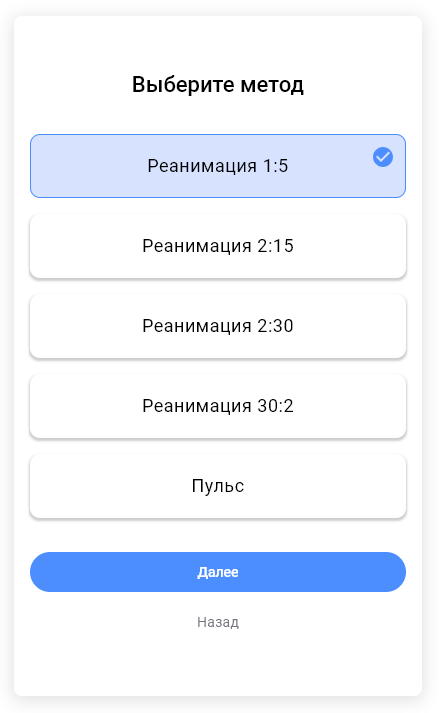 Выберите метод
Реанимация 1:5
Реанимация 2:15
Реанимация 2:30
Реанимация 30:2
Пульс
Далее
Назад